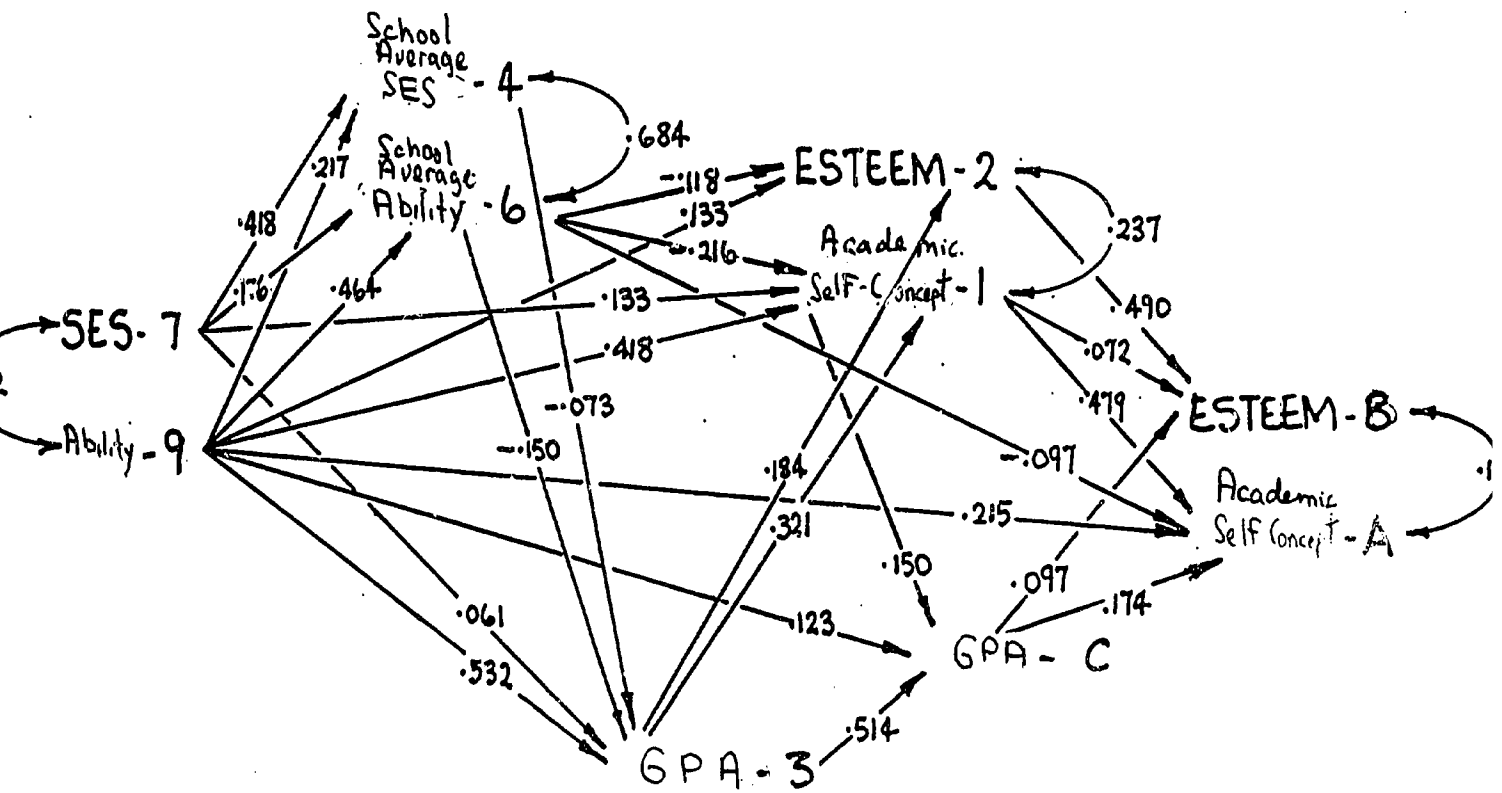 School
Average
SES - 4
.684
School
Average
Ability - 6
.217
-.118
ESTEEM - 2
.133
.418
-.216
Academic
Self-Concept - 1
.237
.464
.133
SES - 7
.490
.418
.072
-.073
.479
ESTEEM - B
Ability - 9
-.150
.184
-.097
Academic
Self Concept - A
.215
.321
.150
.097
.174
.061
.123
GPA - C
.532
.514
GPA - 3